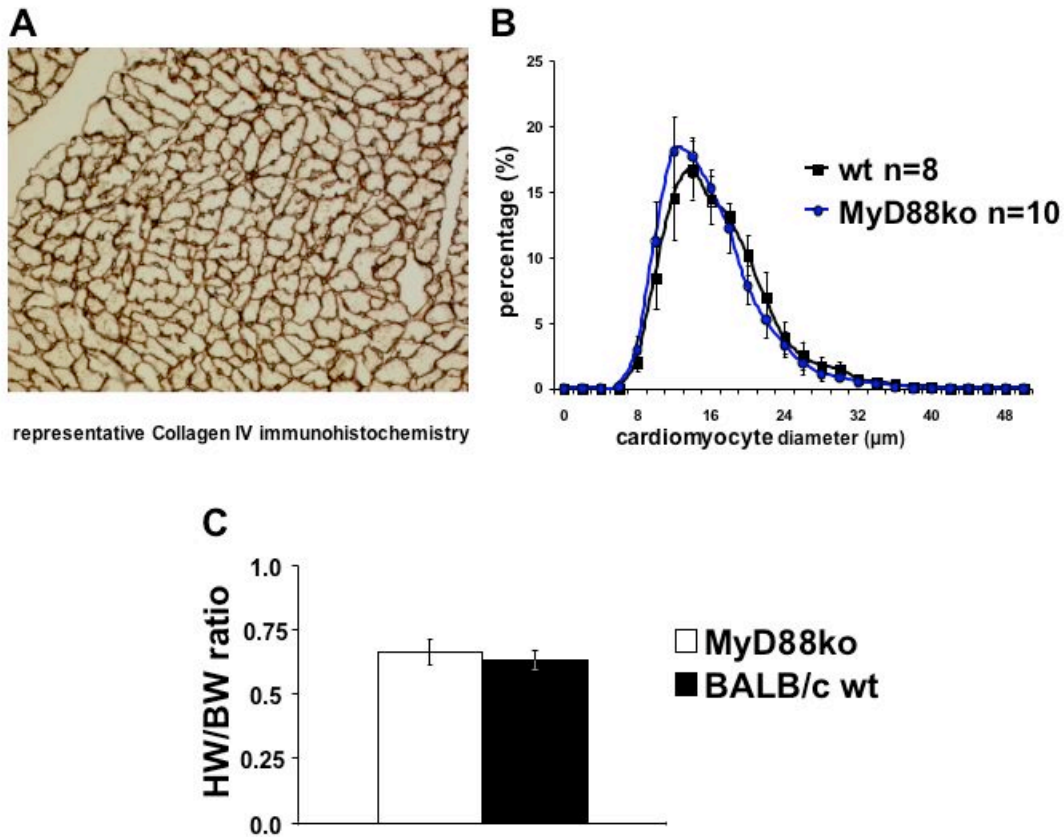 A
representative Collagen IV immunohistochemistry
B
percentage (%)
25
20
15
10
5
0
0 8 16 24 32 40 48
cardiomyocyte diameter (µm)
wt n=8
MyD88ko n=10
C
HW/BW ratio
1.0
0.75
0.5
0.25
0.0
MyD88ko
BALB/c wt